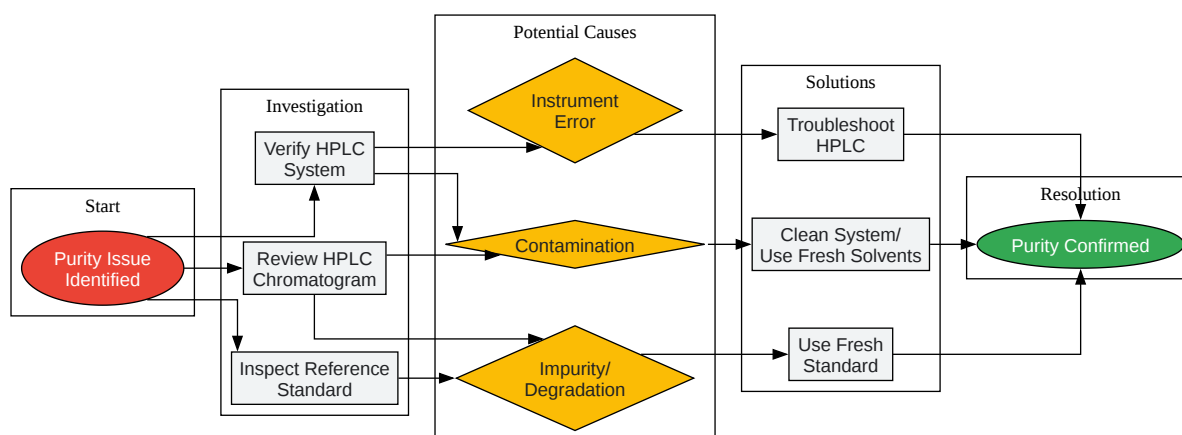 Potential Causes
Instrument
Error
Solutions
Troubleshoot
HPLC
Investigation
Verify HPLC
System
Start
Purity Issue
Identified
Review HPLC
Chromatogram
Contamination
Clean System/
Use Fresh Solvents
Resolution
Purity Confirmed
Inspect Reference
Standard
Impurity/
Degradation
Use Fresh
Standard